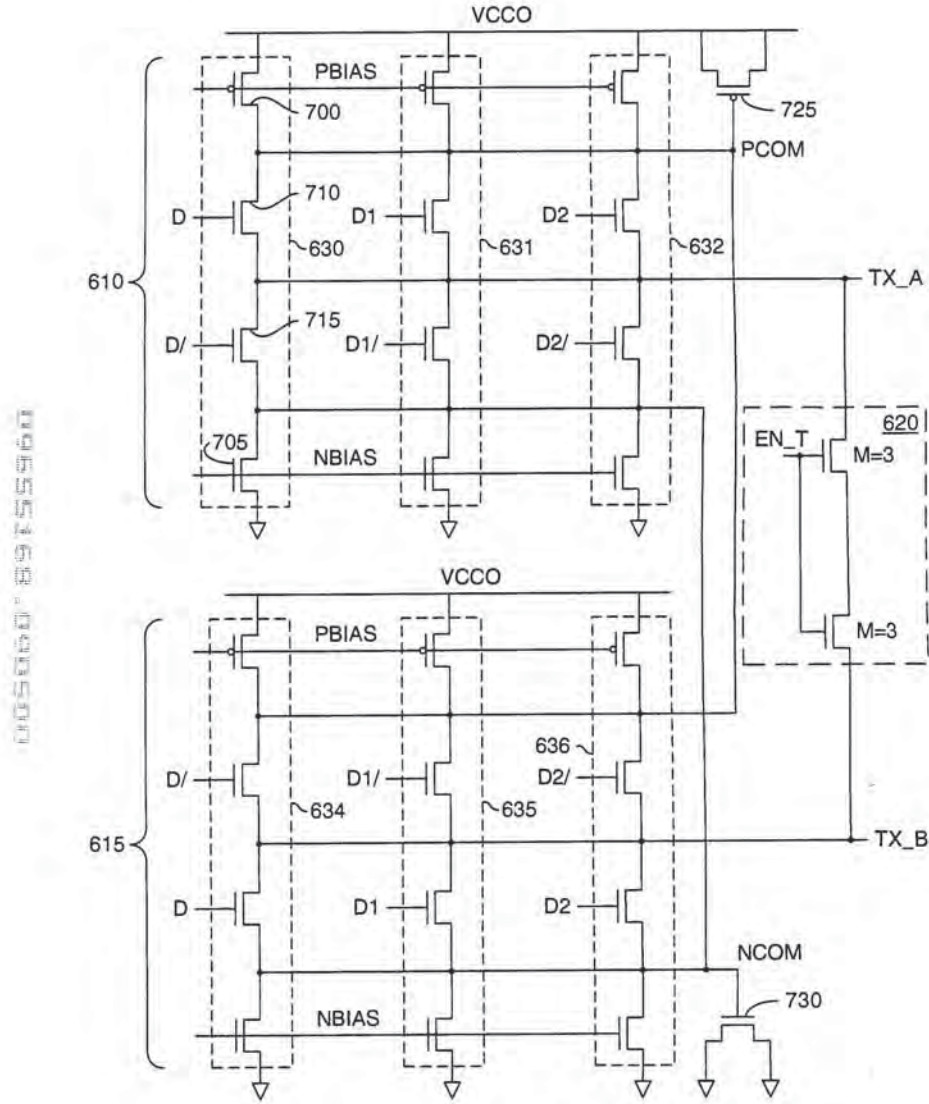 VCCO
PBIAS
700
725
PCOM
710
D
D1
D2
630
631
632
610
TX_A
715
D/
D1/
D2/
620
705
EN_T
M=3
NBIAS
VCCO
PBIAS
M=3
636
D/
D1/
D2/
634
635
615
TX_B
D
D1
D2
NCOM
730
NBIAS